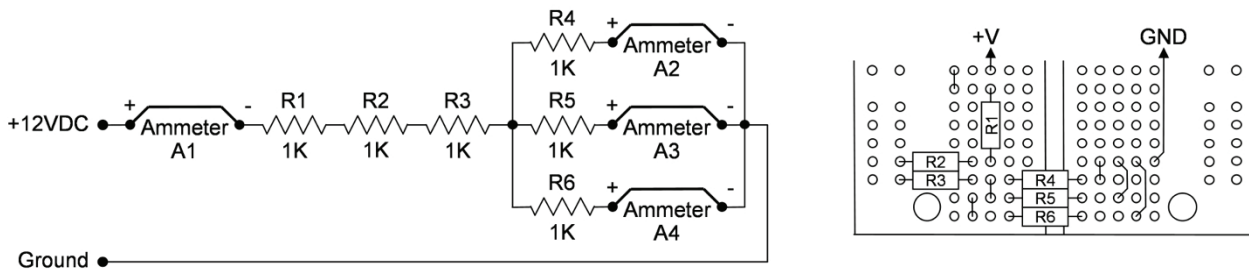 R4
+ -
Ammeter
1K A2
+ - R1 R2 R3 R5 + -
+12VDC Ammeter Ammeter
A1 1K 1K 1K 1K A3
R6 + -
Ammeter
1K A4
Ground
+V GND
R1
R2
R3 R4
R5
R6